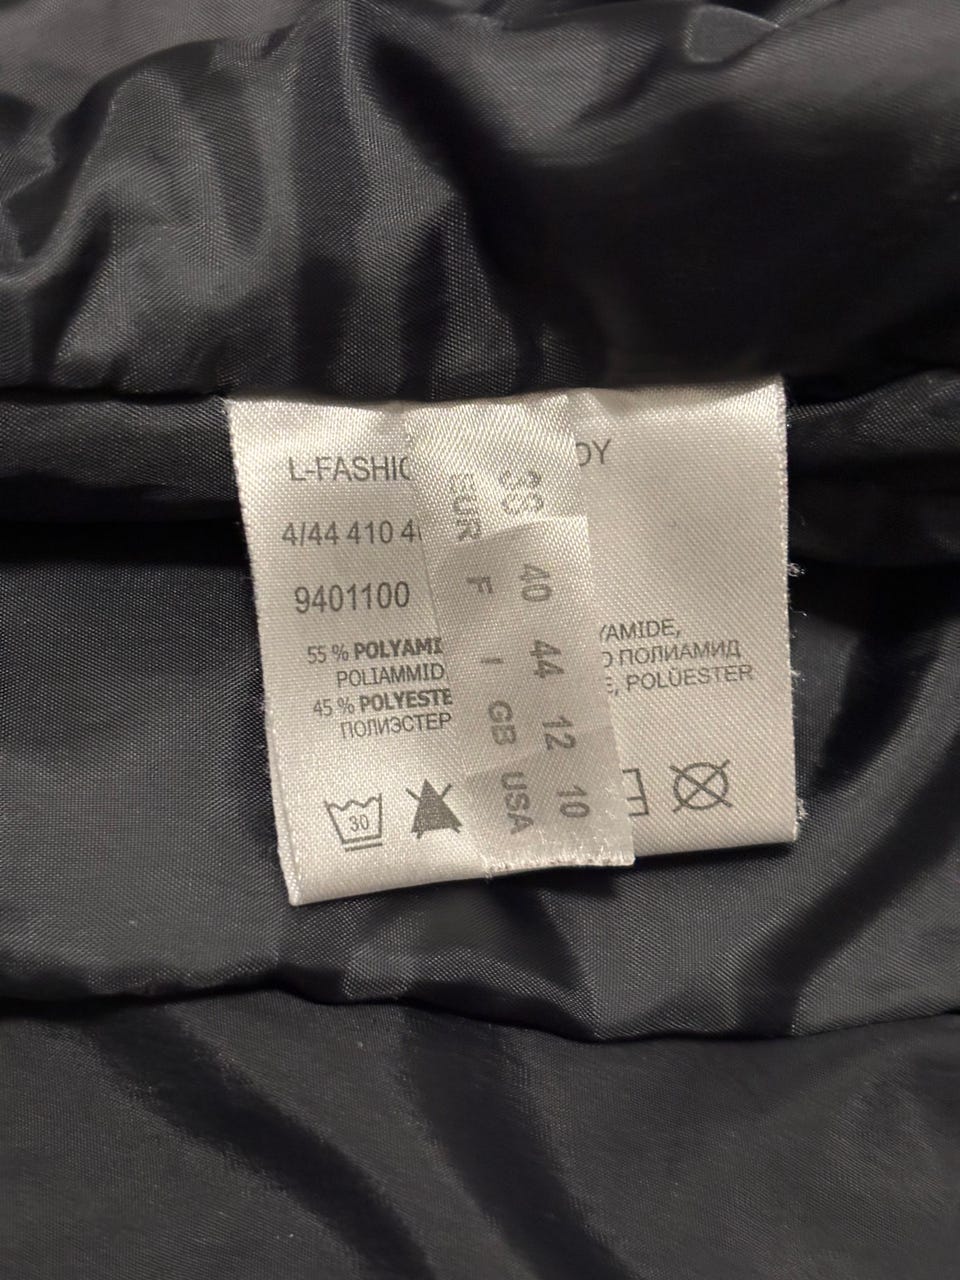 L-FASHIO
OY
4/44 410 4
9401100
55 % POLYAMI
YAMIDE,
POLIAMMID
О ПОЛИАМИД
45 % POLYESTE
E, POLÜESTER
ПОЛИЭСТЕР
30
EUR 38
F 40
I 44
GB 12
USA 10